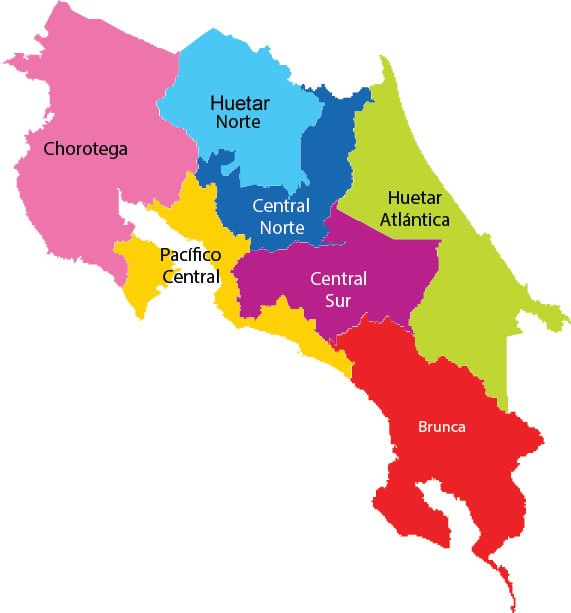 Huetar
Norte
Chorotega
Central
Norte
Huetar
Atlántica
Pacífico
Central
Central
Sur
Brunca